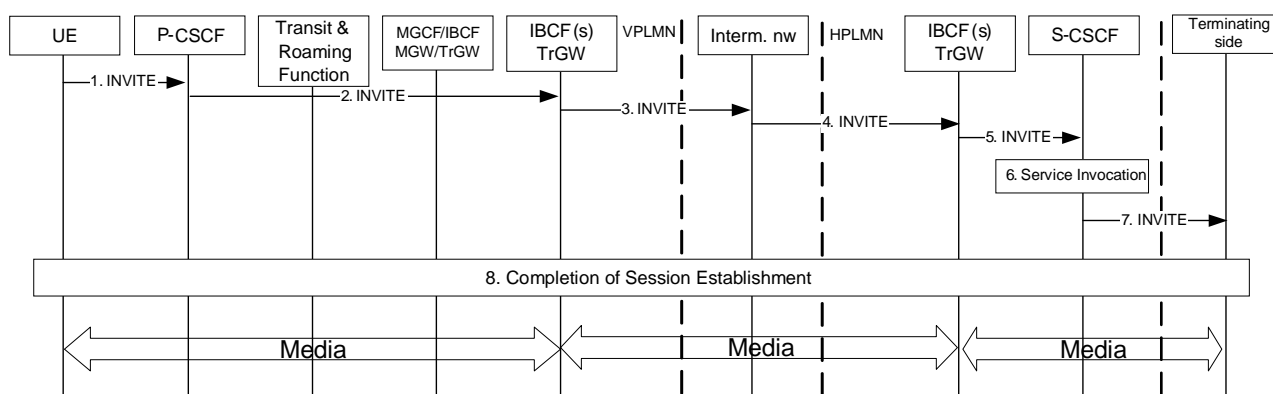 UE
P-CSCF
Transit &
Roaming
Function
MGCF/IBCF
MGW/TrGW
IBCF(s)
TrGW
VPLMN
Interm. nw
HPLMN
IBCF(s)
TrGW
S-CSCF
Terminating
side
1. INVITE
2. INVITE
3. INVITE
4. INVITE
5. INVITE
6. Service Invocation
7. INVITE
8. Completion of Session Establishment
Media
Media
Media